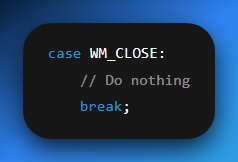 case WM_CLOSE:
    // Do nothing
    break;